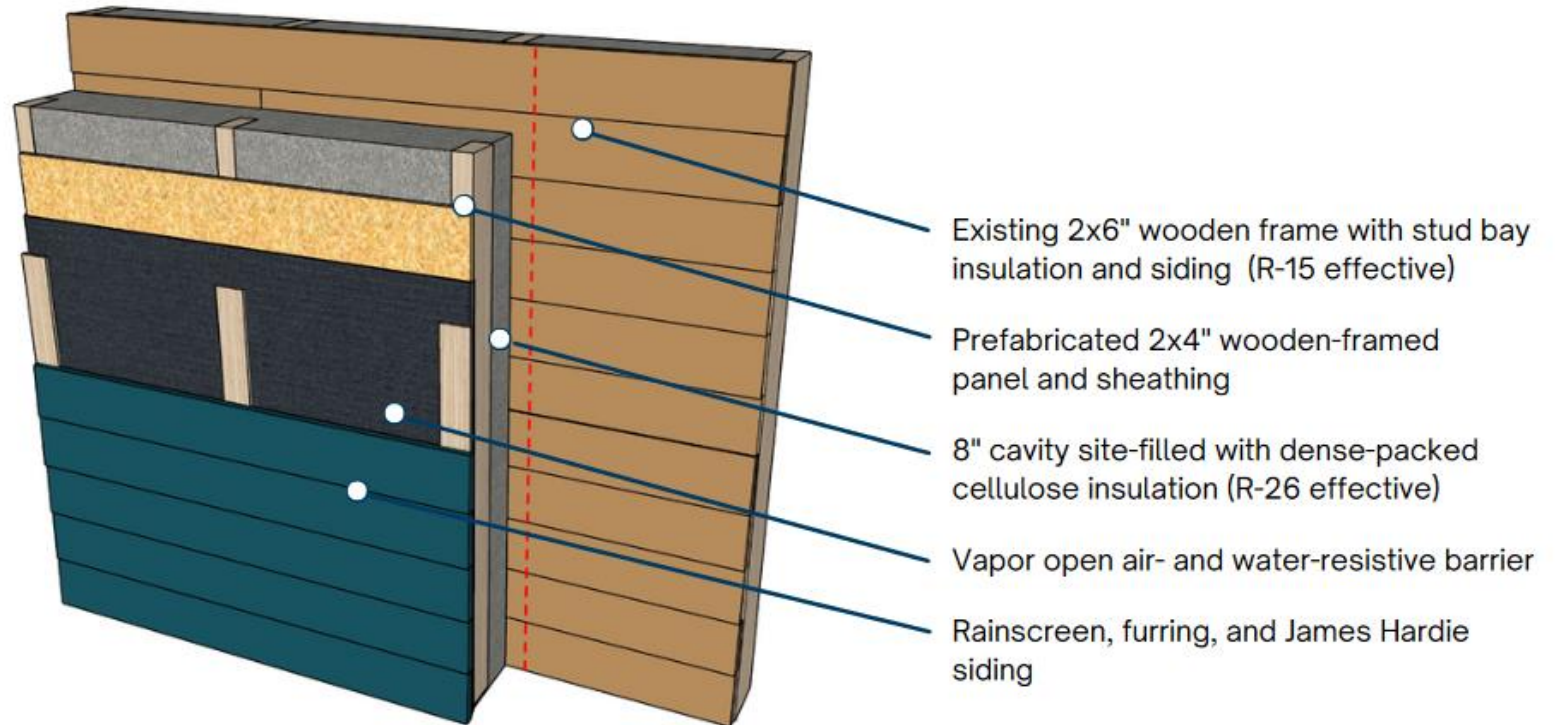 Existing 2x6" wooden frame with stud bay
insulation and siding  (R-15 effective)
Prefabricated 2x4" wooden-framed
panel and sheathing
8" cavity site-filled with dense-packed
cellulose insulation (R-26 effective)
Vapor open air- and water-resistive barrier
Rainscreen, furring, and James Hardie
siding